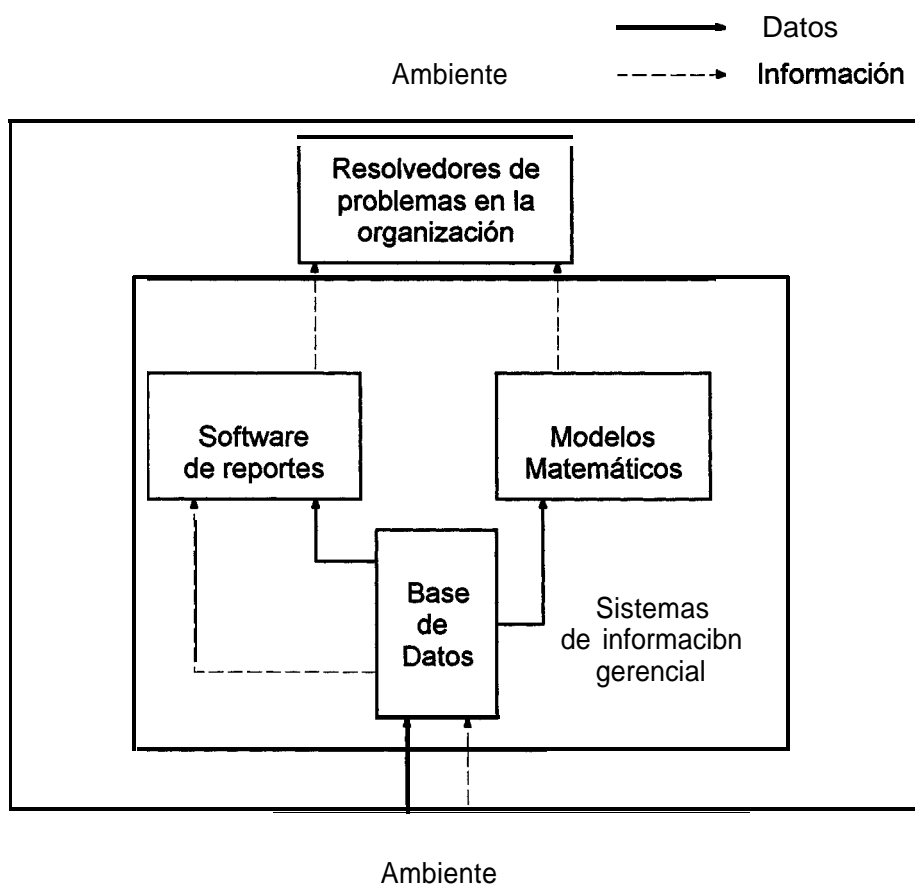 Datos
Ambiente
Información
Resolvedores de
problemas en la
organización
Software
de reportes
Modelos
Matemáticos
Base
de
Datos
Sistemas
de informacibn
gerencial
Ambiente